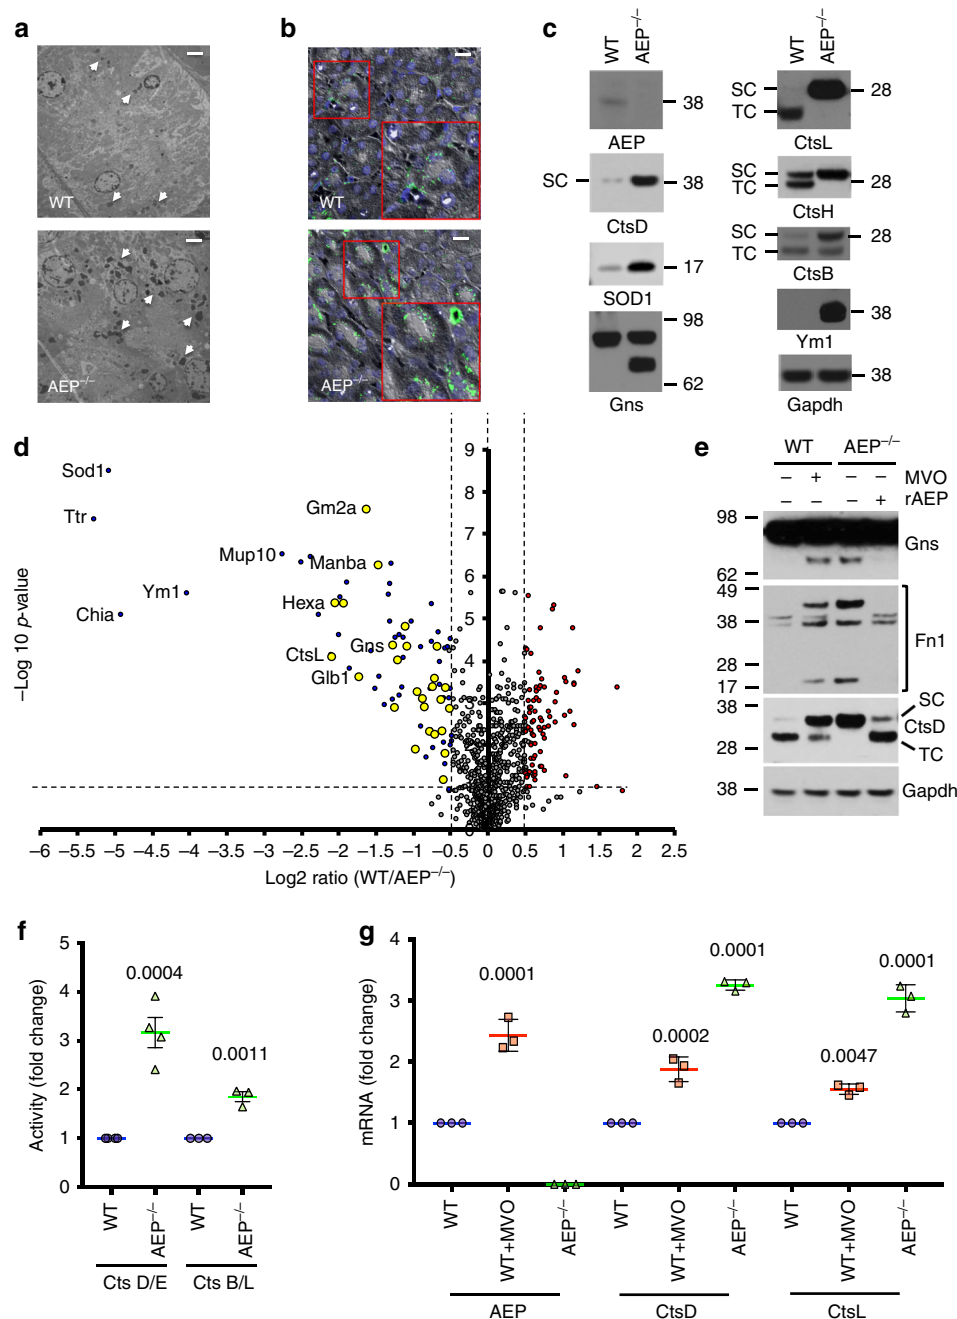 a
WT
AEP–/–
b
WT
AEP–/–
c
WT
AEP–/–
38
AEP
SC
38
CtsD
17
SOD1
98
62
Gns
WT
AEP–/–
SC
TC
28
CtsL
SC
TC
28
CtsH
SC
TC
28
CtsB
38
Ym1
38
Gapdh
d
–Log 10 p-value
9
8
7
6
5
4
3
0
Sod1
Ttr
Gm2a
Mup10
Manba
Ym1
Hexa
Chia
Gns
CtsL
Glb1
–6 –5.5 –5 –4.5 –4 –3.5 –3 –2.5 –2 –1.5 –1 –0.5 0 0.5 1 1.5 2 2.5
Log2 ratio (WT/AEP–/–)
e
WT AEP–/–
– + – – MVO
– – – + rAEP
98
62
Gns
49
38
28
17
Fn1
38
28
SC
CtsD
TC
38
Gapdh
f
Activity (fold change)
5
4
3
2
1
0
0.0004
0.0011
WT
AEP–/–
WT
AEP–/–
Cts D/E
Cts B/L
g
mRNA (fold change)
4
3
2
1
0
0.0001
0.0002
0.0001
0.0047
0.0001
WT
WT+MVO
AEP–/–
WT
WT+MVO
AEP–/–
WT
WT+MVO
AEP–/–
AEP
CtsD
CtsL